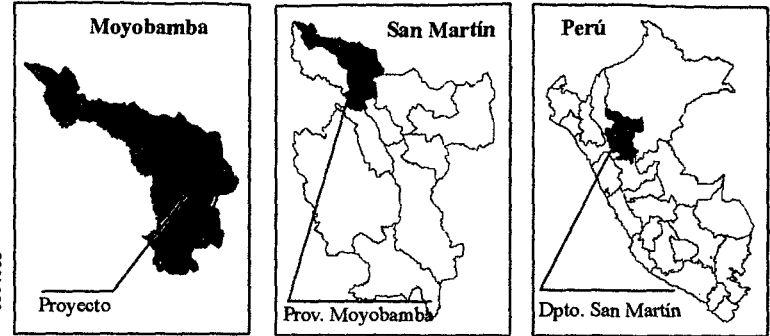 Moyobamba
Proyecto
San Martín
Prov. Moyobamba
Perú
Dpto. San Martín